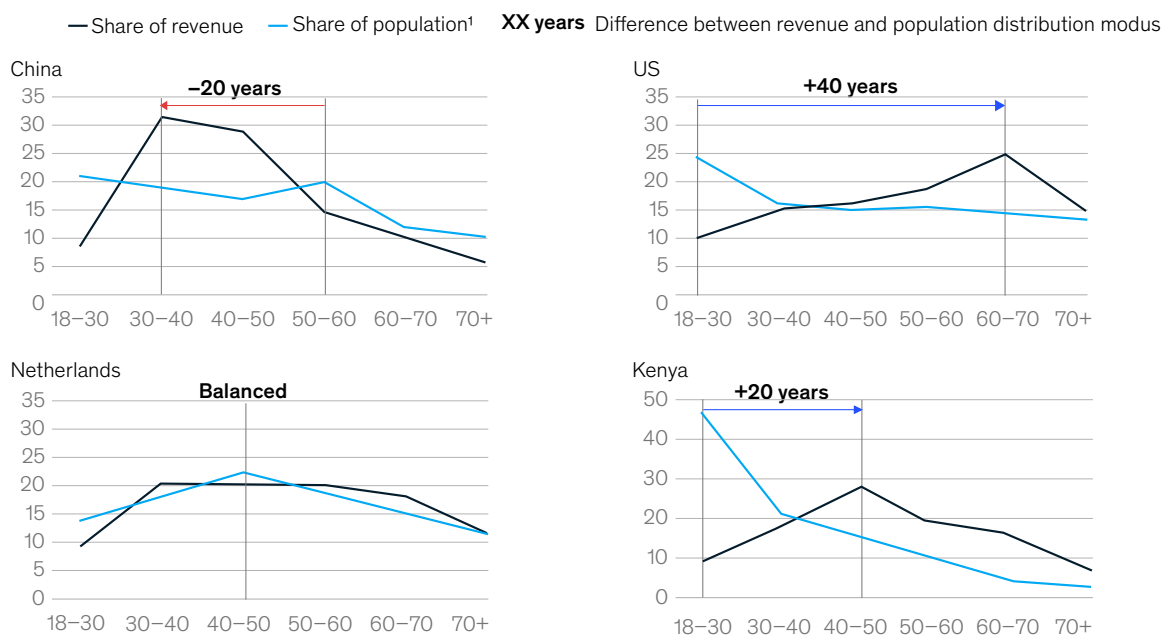 Share of revenue Share of population¹ XX years Difference between revenue and population distribution modus
China
–20 years
35
30
25
20
15
10
5
0
18–30 30–40 40–50 50–60 60–70 70+
US
+40 years
35
30
25
20
15
10
5
0
18–30 30–40 40–50 50–60 60–70 70+
Netherlands
Balanced
35
30
25
20
15
10
5
0
18–30 30–40 40–50 50–60 60–70 70+
Kenya
+20 years
50
40
30
20
10
0
18–30 30–40 40–50 50–60 60–70 70+